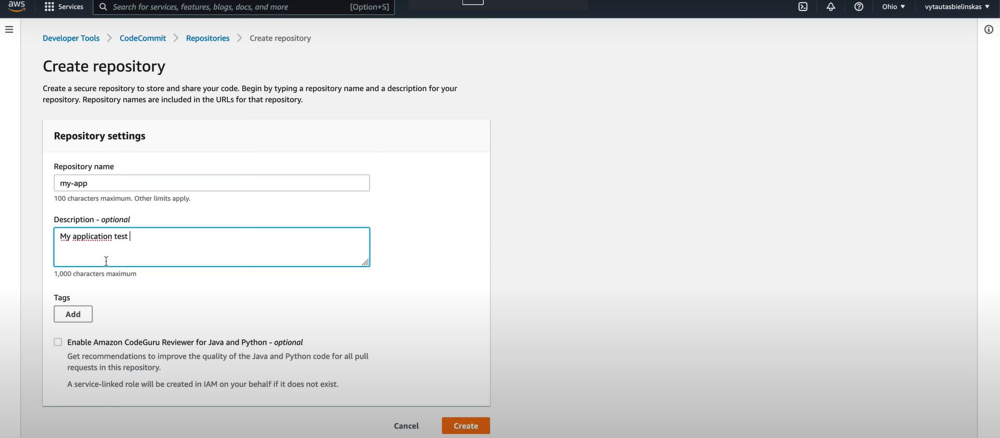 aws
Services
Search for services, features, blogs, docs, and more
[Option+S]
Ohio
vytautasbielinskas
Developer Tools
CodeCommit
Repositories
Create repository
Create repository
Create a secure repository to store and share your code. Begin by typing a repository name and a description for your
repository. Repository names are included in the URLs for that repository.
Repository settings
Repository name
my-app
100 characters maximum. Other limits apply.
Description - optional
My application test
1,000 characters maximum
Tags
Add
Enable Amazon CodeGuru Reviewer for Java and Python - optional
Get recommendations to improve the quality of the Java and Python code for all pull
requests in this repository.
A service-linked role will be created in IAM on your behalf if it does not exist.
Cancel
Create